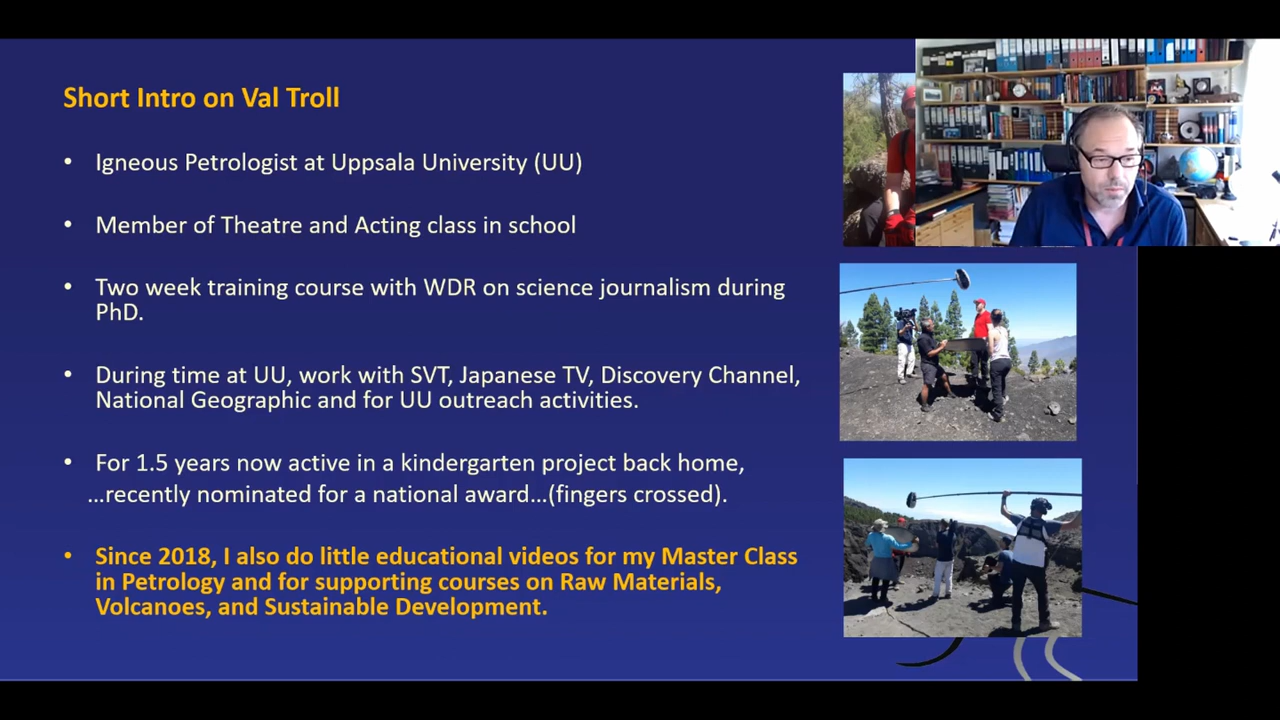 Short Intro on Val Troll
• Igneous Petrologist at Uppsala University (UU)
• Member of Theatre and Acting class in school
• Two week training course with WDR on science journalism during
PhD.
• During time at UU, work with SVT, Japanese TV, Discovery Channel,
National Geographic and for UU outreach activities.
• For 1.5 years now active in a kindergarten project back home,
…recently nominated for a national award…(fingers crossed).
• Since 2018, I also do little educational videos for my Master Class
in Petrology and for supporting courses on Raw Materials,
Volcanoes, and Sustainable Development.